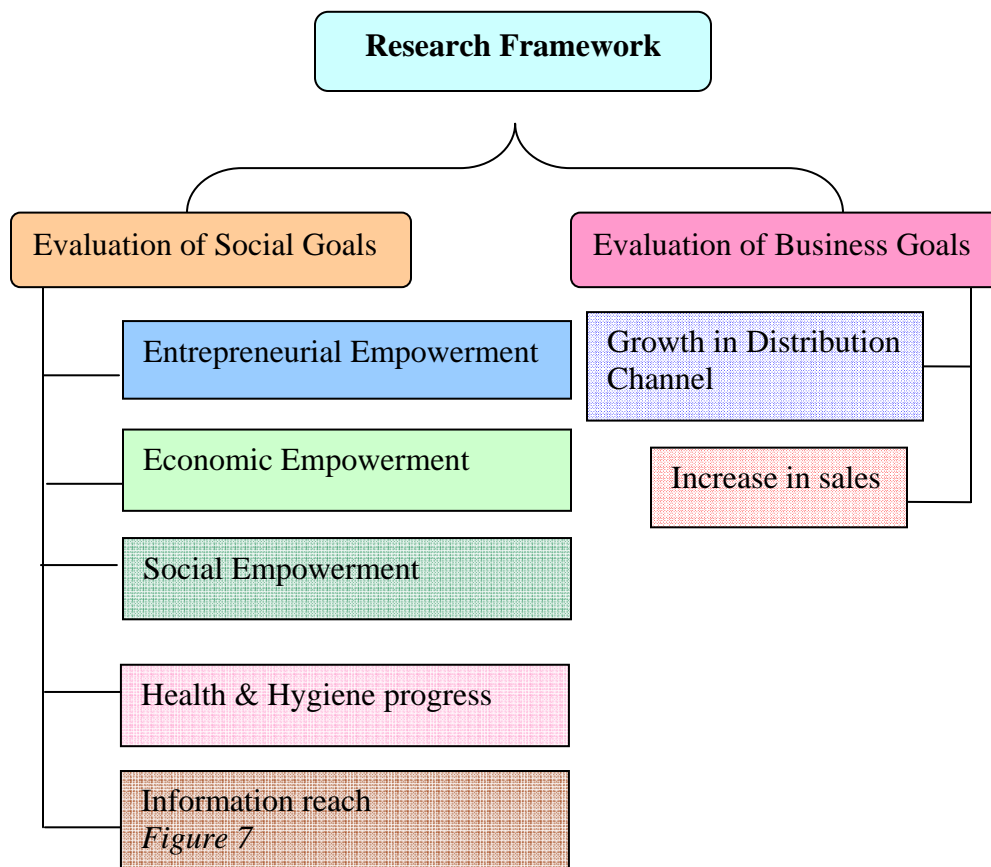 Research Framework
Evaluation of Social Goals
Entrepreneurial Empowerment
Economic Empowerment
Social Empowerment
Health & Hygiene progress
Information reach
Figure 7
Evaluation of Business Goals
Growth in Distribution
Channel
Increase in sales